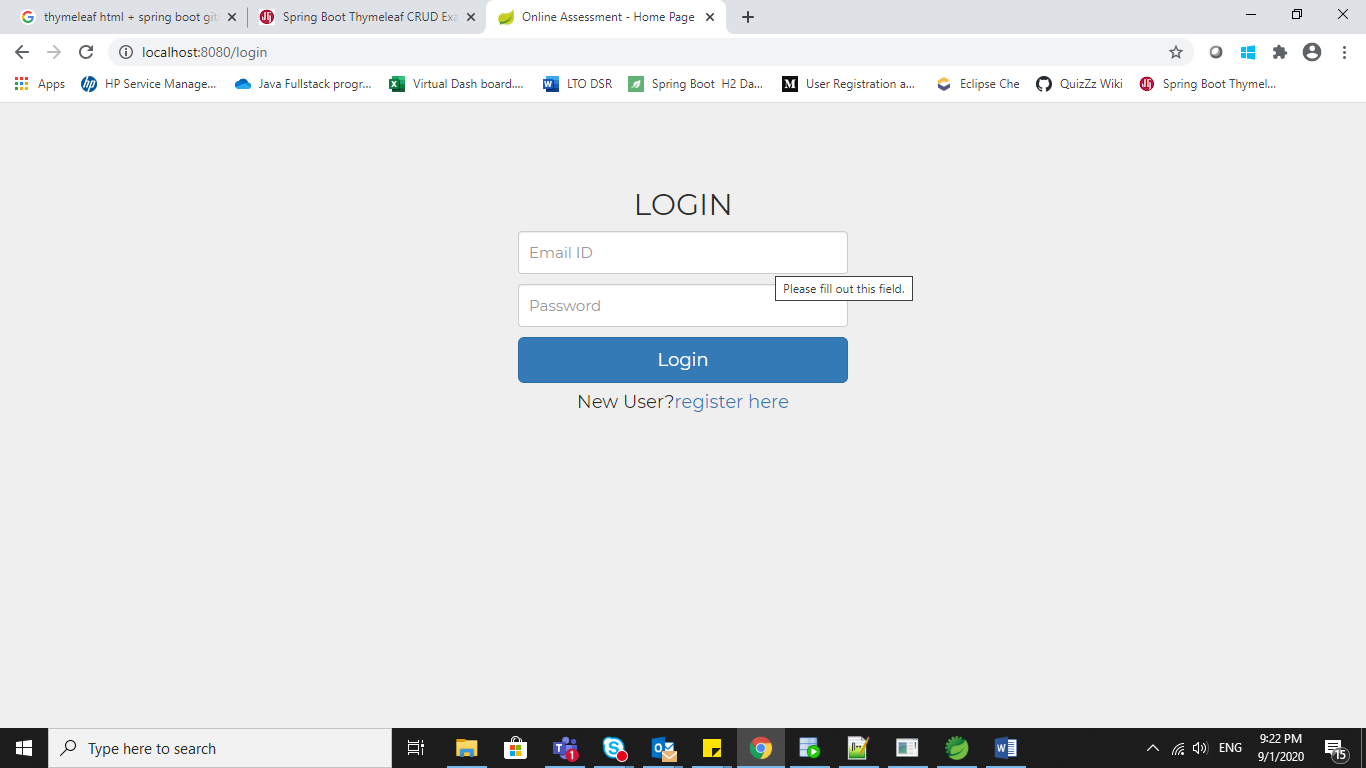 thymeleaf html + spring boot git
Spring Boot Thymeleaf CRUD Exa
Online Assessment - Home Page
localhost:8080/login
Apps
HP Service Manage...
Java Fullstack progr...
Virtual Dash board....
LTO DSR
Spring Boot H2 Da...
M
User Registration a...
Eclipse Che
QuizZz Wiki
Spring Boot Thymel...
LOGIN
Email ID
Please fill out this field.
Password
Login
New User?register here
Type here to search
1
ENG
9:22 PM
9/1/2020
15